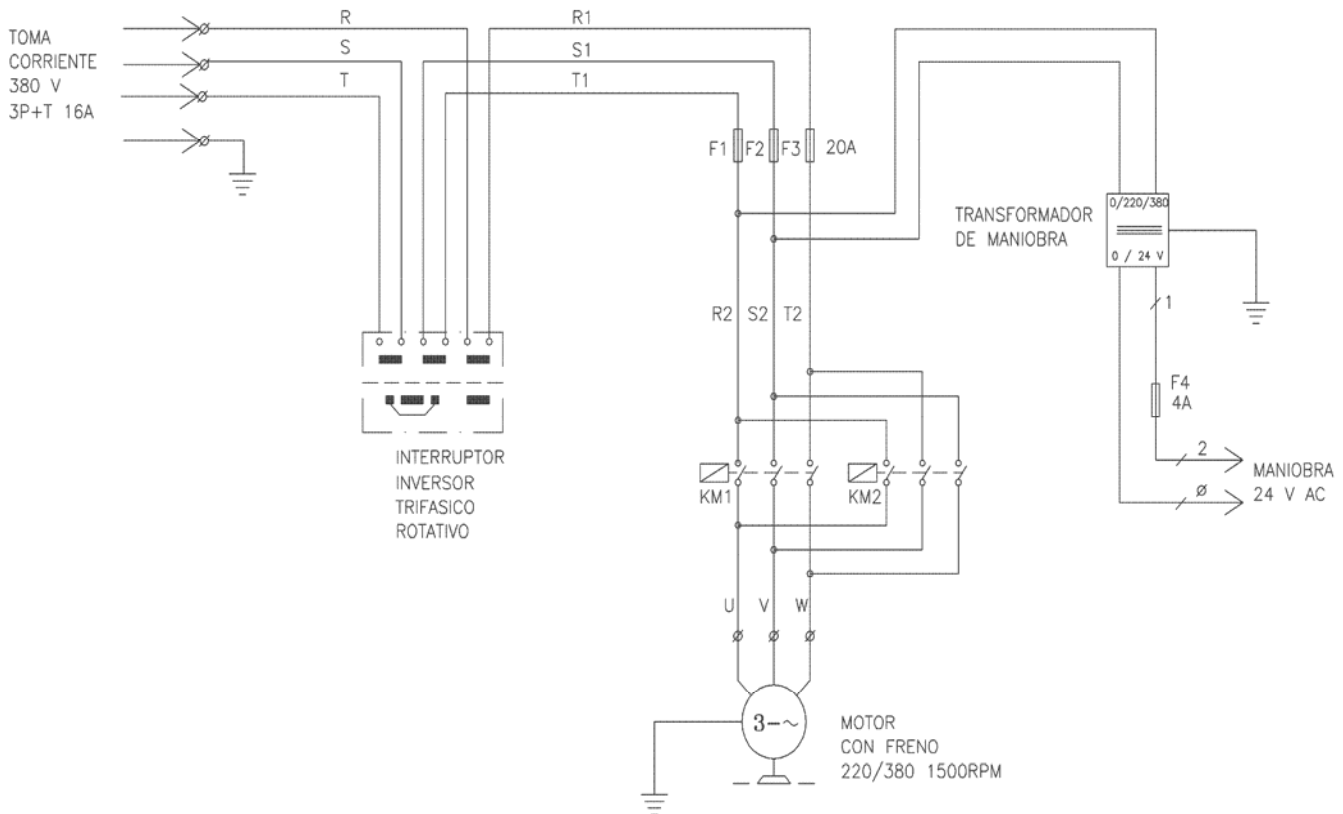 TOMA
CORRIENTE
380 V
3P+T 16A
R
S
T
R1
S1
T1
F1
F2
F3
20A
TRANSFORMADOR
DE MANIOBRA
0/220/380
0 / 24 V
1
F4
4A
2
ø
MANIOBRA
24 V AC
R2
S2
T2
INTERRUPTOR
INVERSOR
TRIFASICO
ROTATIVO
KM1
KM2
U
V
W
3-~
MOTOR
CON FRENO
220/380 1500RPM